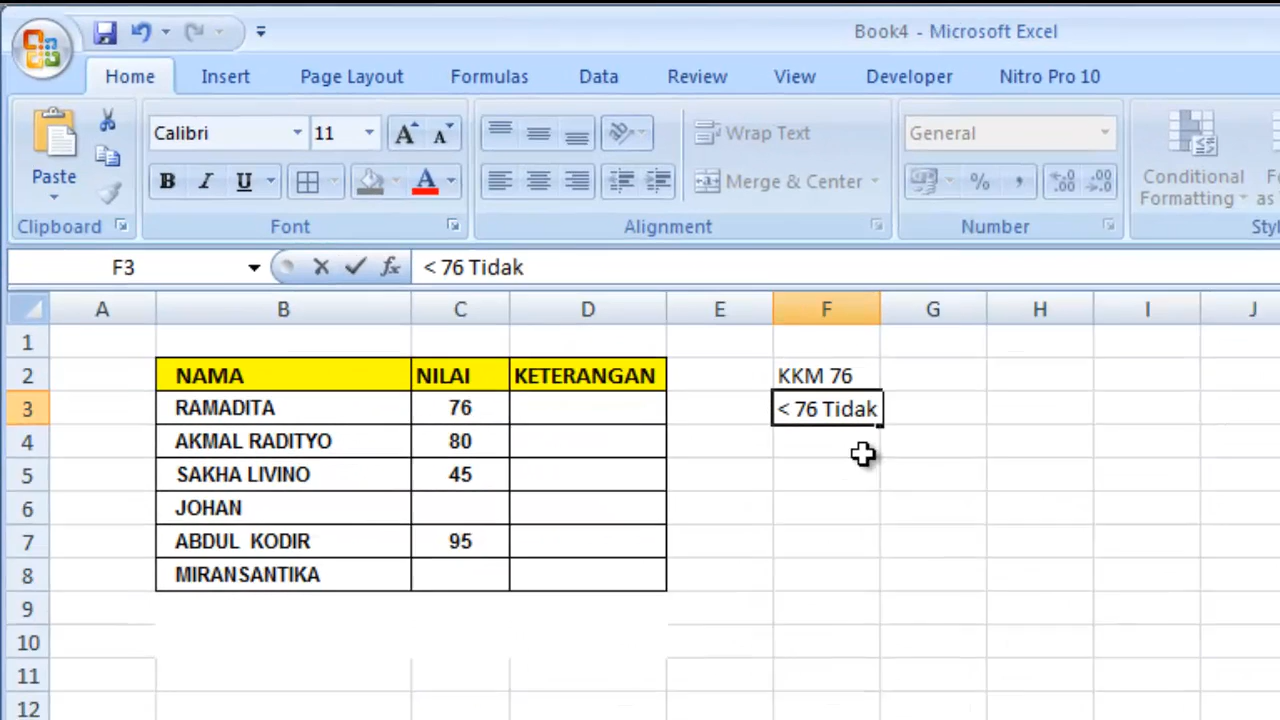 Book4 - Microsoft Excel
Home Insert Page Layout Formulas Data Review View Developer Nitro Pro 10
Calibri 11 A A Wrap Text General
Paste B I U A Merge & Center % , Conditional Formatting
Clipboard Font Alignment Number
F3 fx < 76 Tidak
A B C D E F G H I J
1
2 NAMA NILAI KETERANGAN KKM 76
3 RAMADITA 76 < 76 Tidak
4 AKMAL RADITYO 80
5 SAKHA LIVINO 45
6 JOHAN
7 ABDUL KODIR 95
8 MIRANSANTIKA
9
10
11
12